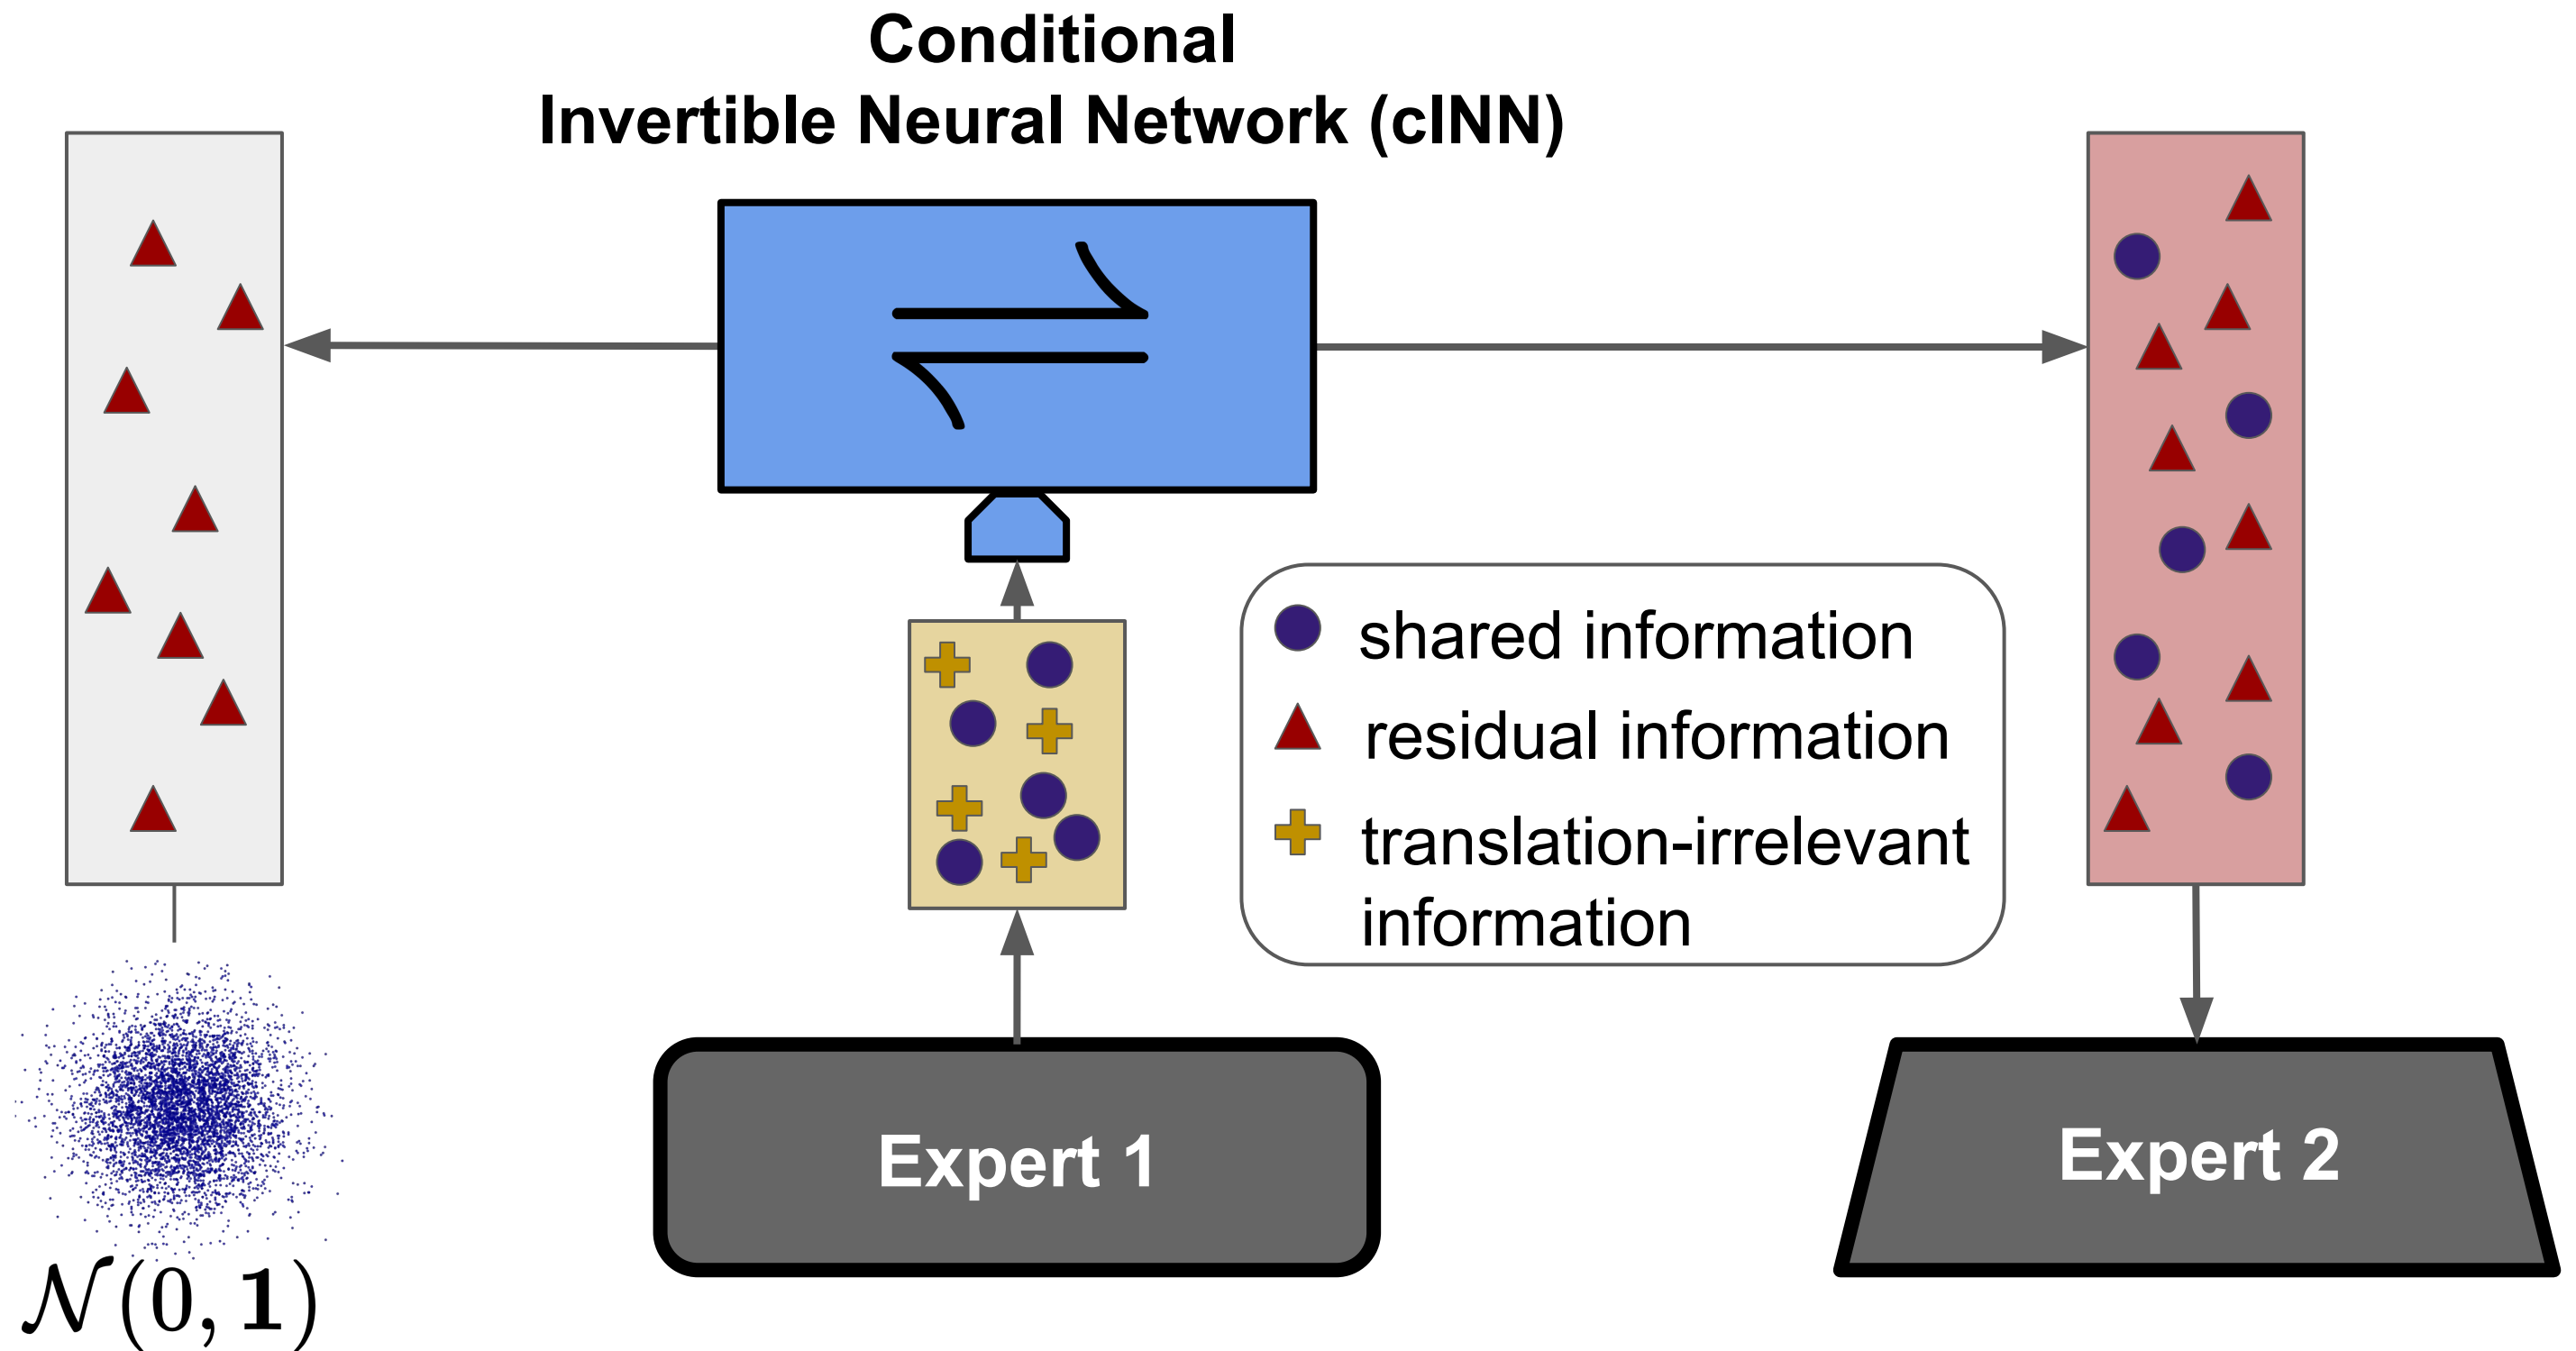 Conditional
Invertible Neural Network (cINN)
shared information
residual information
translation-irrelevant
information
Expert 1
Expert 2
𝒩(0, 𝟏)